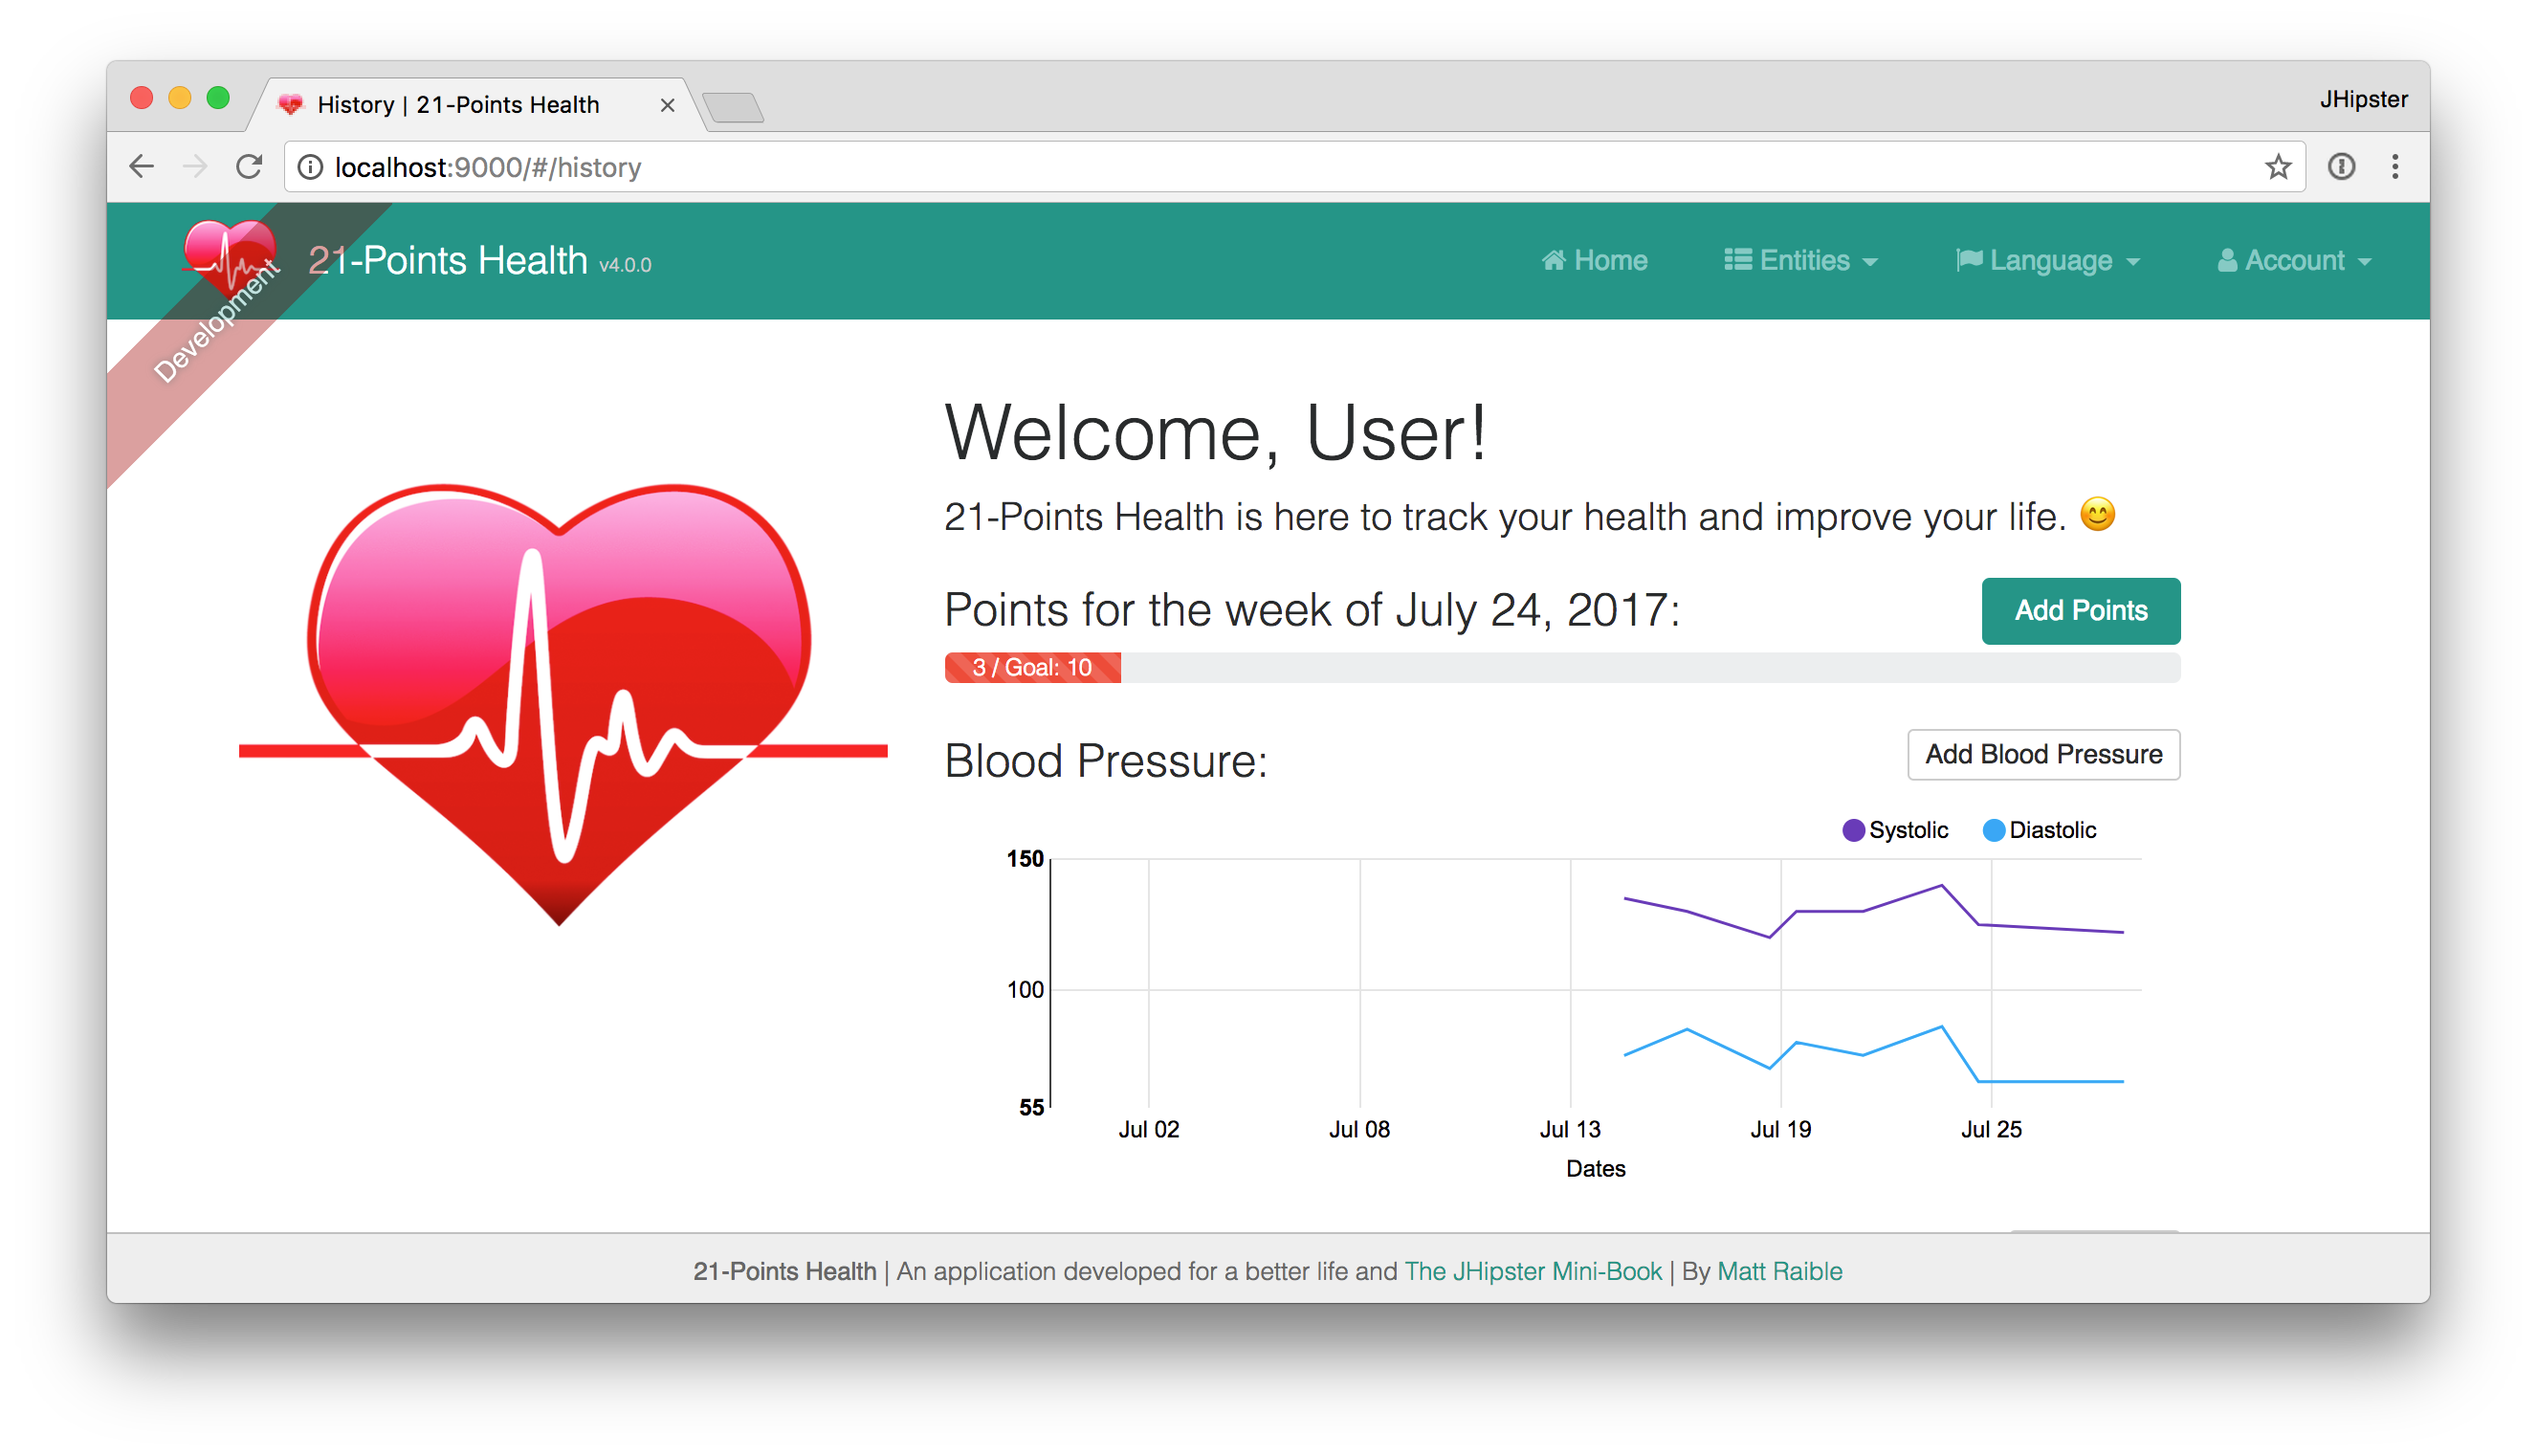 History | 21-Points Health
JHipster
localhost:9000/#/history
21-Points Health v4.0.0
Home
Entities
Language
Account
Development
Welcome, User!
21-Points Health is here to track your health and improve your life. 😊
Points for the week of July 24, 2017:
Add Points
3 / Goal: 10
Blood Pressure:
Add Blood Pressure
Systolic
Diastolic
150
100
55
Jul 02
Jul 08
Jul 13
Jul 19
Jul 25
Dates
21-Points Health | An application developed for a better life and The JHipster Mini-Book | By Matt Raible